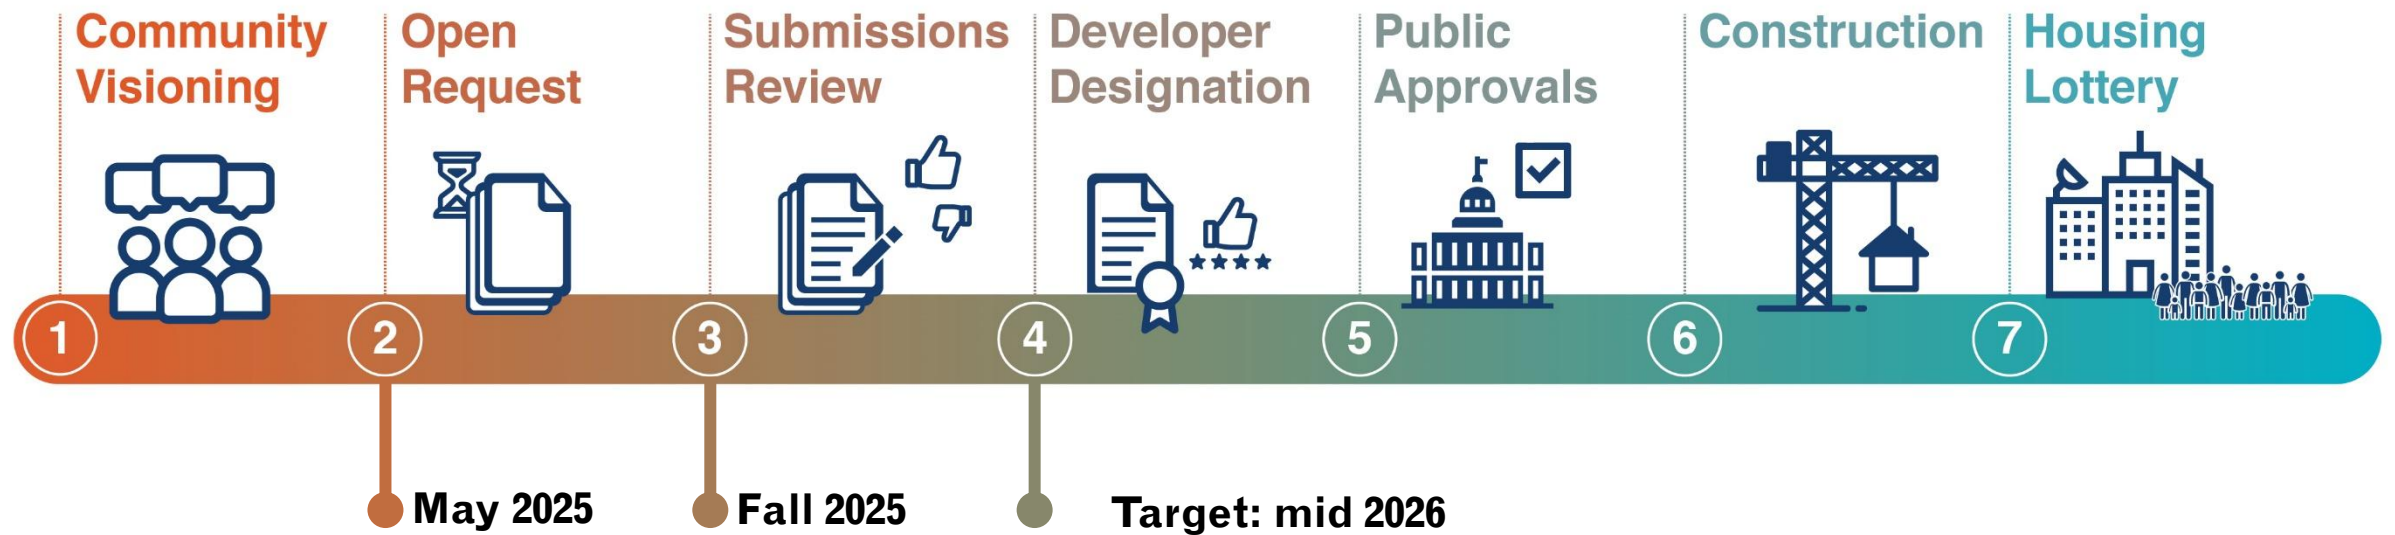 Community
Visioning
Open
Request
Submissions
Review
Developer
Designation
Public
Approvals
Construction
Housing
Lottery
1
2
3
4
5
6
7
May 2025
Fall 2025
Target: mid 2026